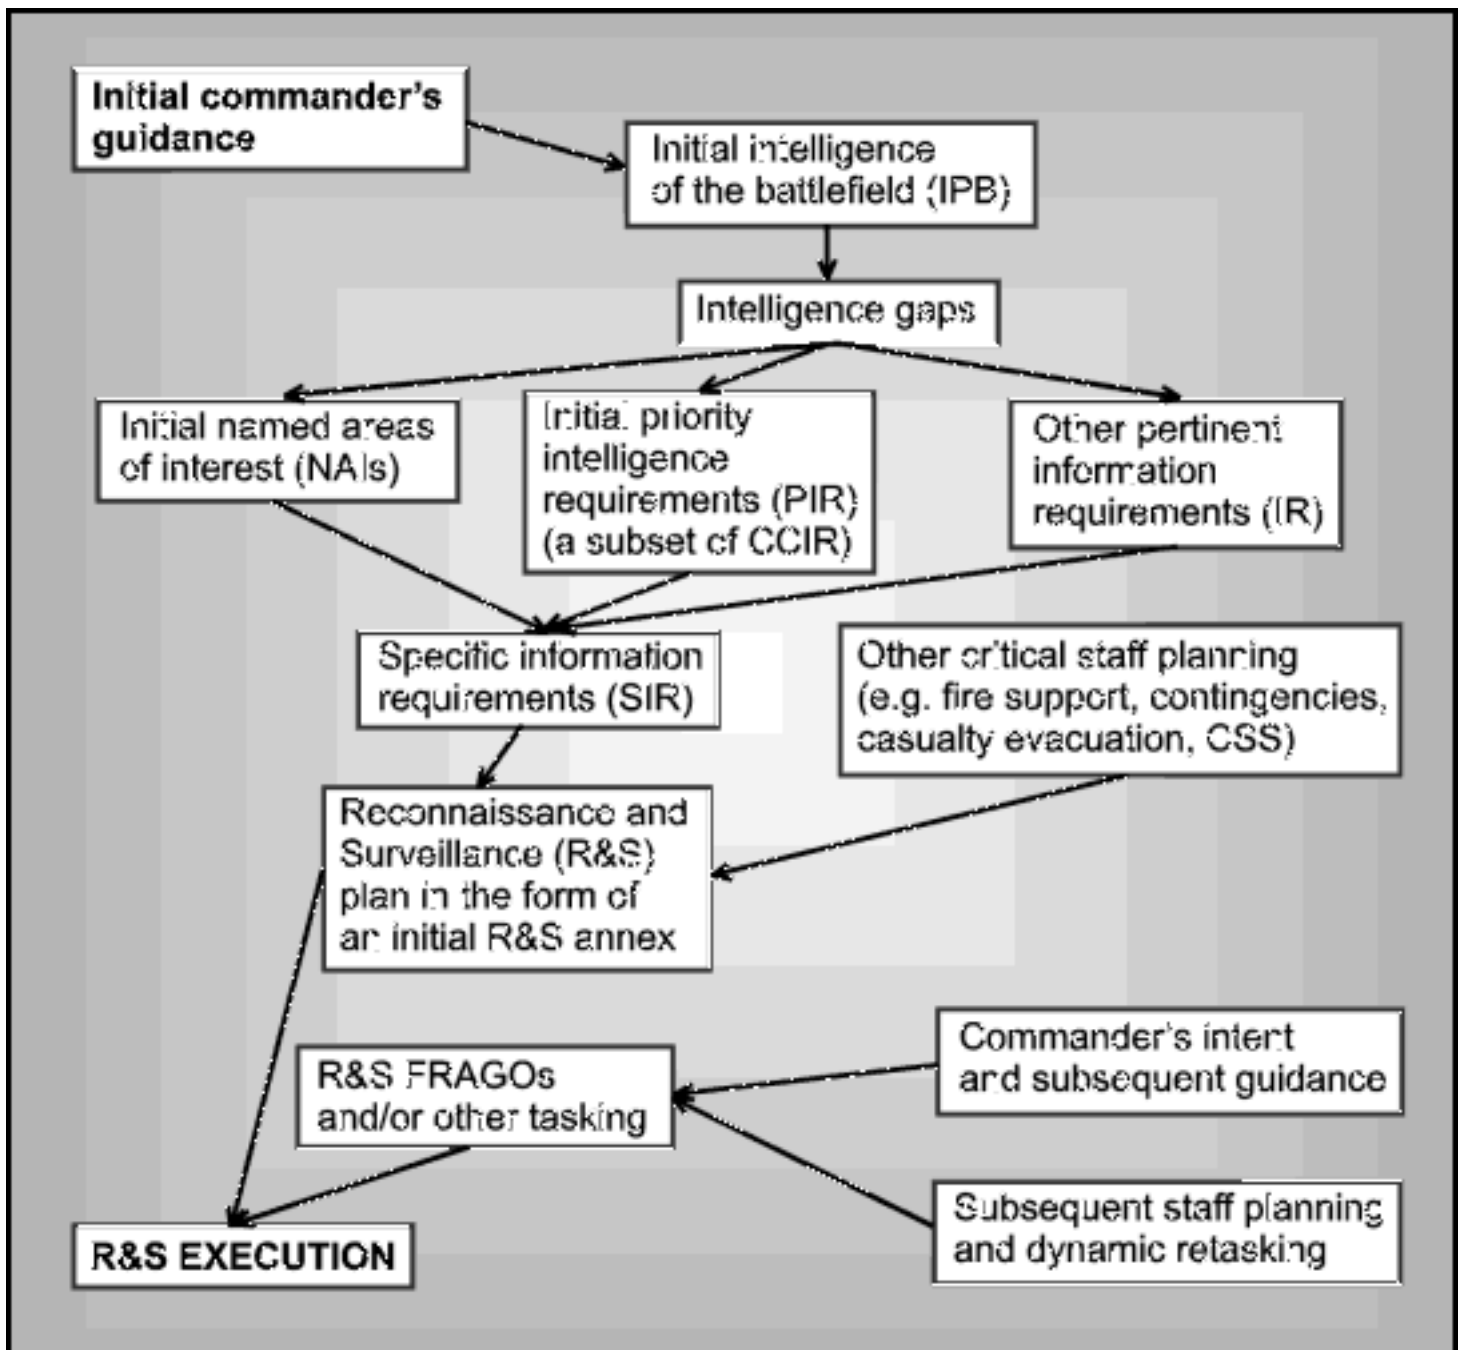 Initial commander's
guidance
Initial intelligence
of the battlefield (IPB)
Intelligence gaps
Initial named areas
of interest (NAIs)
Initial priority
intelligence
requirements (PIR)
(a subset of CCIR)
Other pertinent
information
requirements (IR)
Specific information
requirements (SIR)
Other critical staff planning
(e.g. fire support, contingencies,
casualty evacuation, CSS)
Reconnaissance and
Surveillance (R&S)
plan in the form of
an initial R&S annex
R&S FRAGOs
and/or other tasking
Commander's intent
and subsequent guidance
Subsequent staff planning
and dynamic retasking
R&S EXECUTION